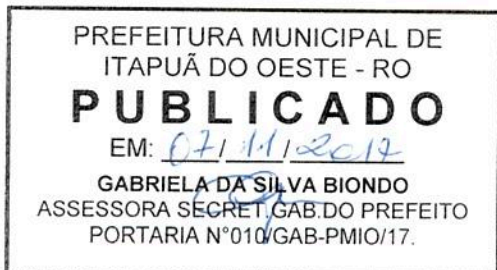 PREFEITURA MUNICIPAL DE
ITAPUÃ DO OESTE - RO
PUBLICADO
EM: 07/ 11 / 2017
GABRIELA DA SILVA BIONDO
ASSESSORA SECRET.GAB.DO PREFEITO
PORTARIA N°010/GAB-PMIO/17.